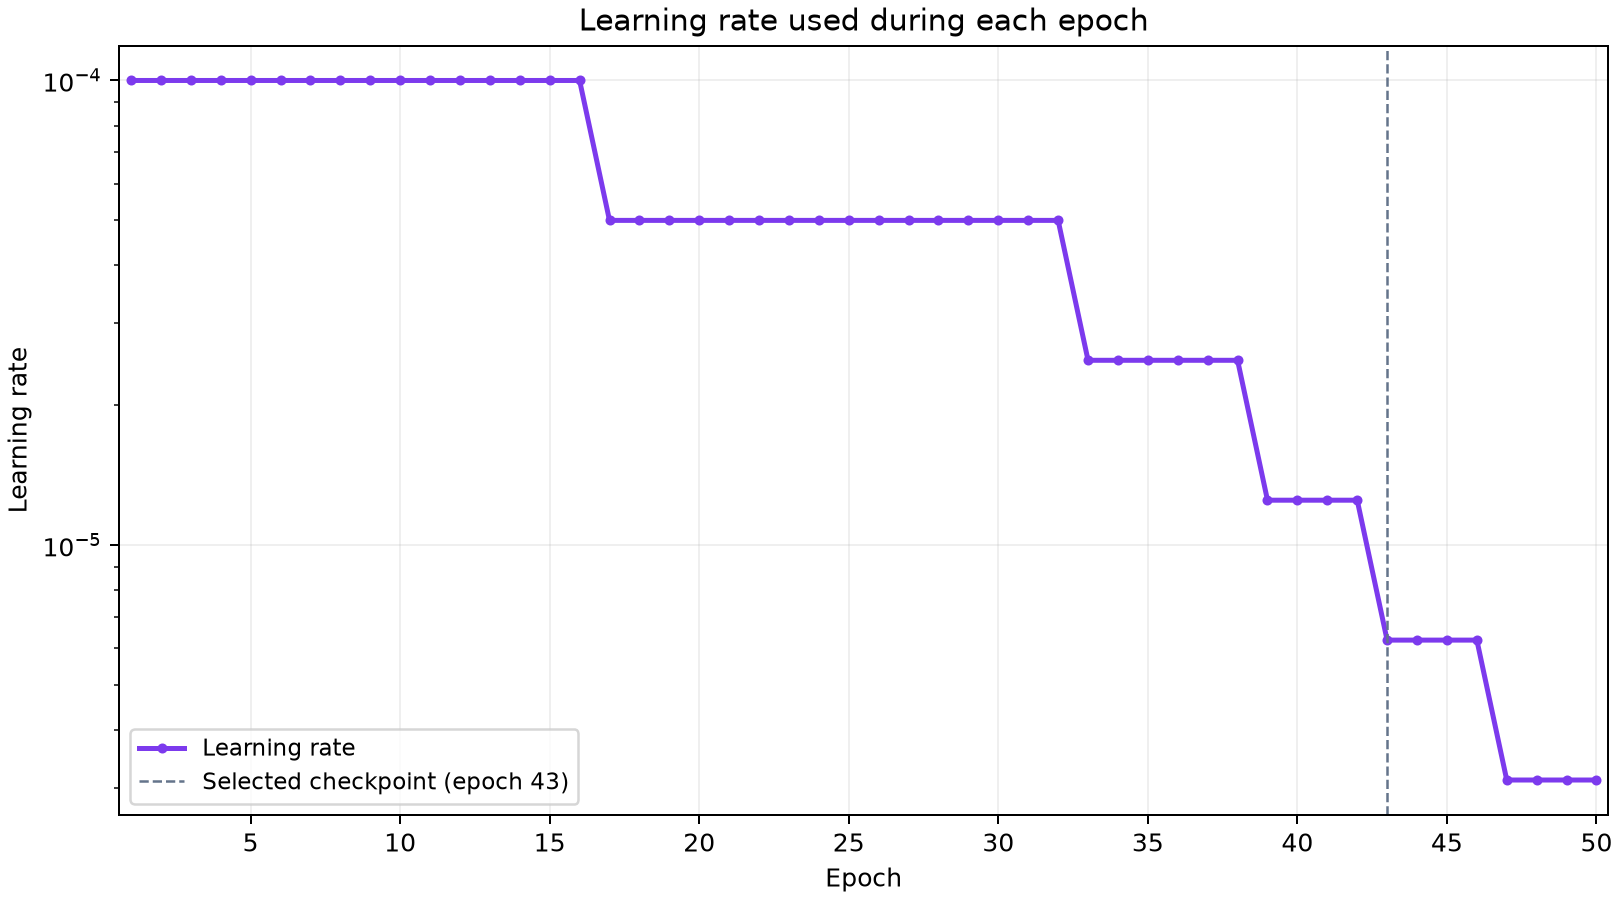 Learning rate used during each epoch
Learning rate
10⁻⁴
10⁻⁵
Learning rate
Selected checkpoint (epoch 43)
5 10 15 20 25 30 35 40 45 50
Epoch